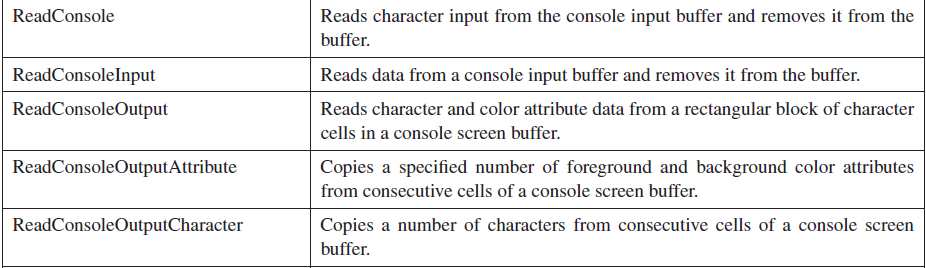 ReadConsole
Reads character input from the console input buffer and removes it from the
buffer.
ReadConsoleInput
Reads data from a console input buffer and removes it from the buffer.
ReadConsoleOutput
Reads character and color attribute data from a rectangular block of character
cells in a console screen buffer.
ReadConsoleOutputAttribute
Copies a specified number of foreground and background color attributes
from consecutive cells of a console screen buffer.
ReadConsoleOutputCharacter
Copies a number of characters from consecutive cells of a console screen
buffer.